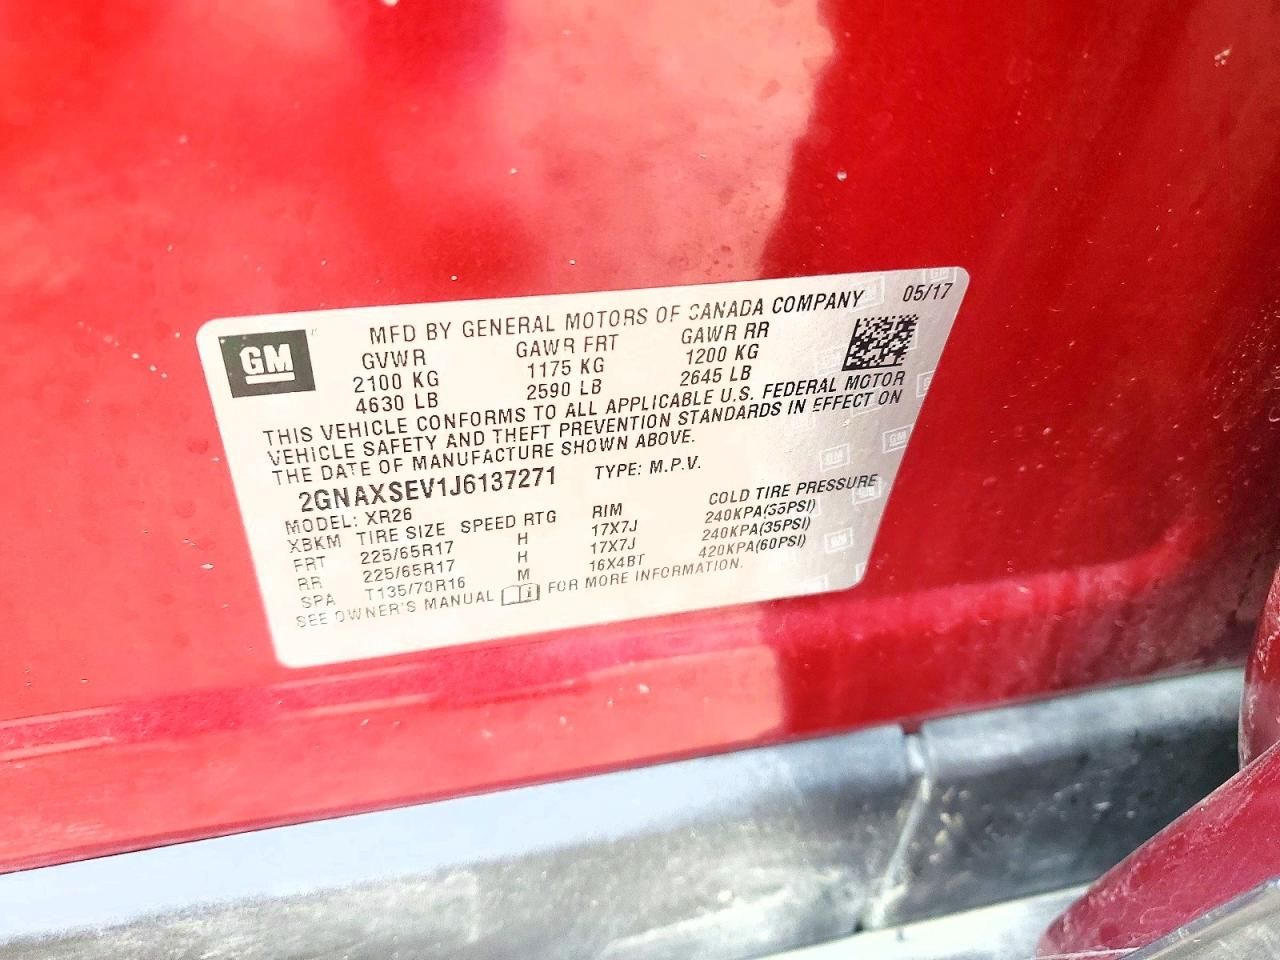 GM
MFD BY GENERAL MOTORS OF CANADA COMPANY 05/17
GVWR GAWR FRT GAWR RR
2100 KG 1175 KG 1200 KG
4630 LB 2590 LB 2645 LB
THIS VEHICLE CONFORMS TO ALL APPLICABLE U.S. FEDERAL MOTOR
VEHICLE SAFETY AND THEFT PREVENTION STANDARDS IN EFFECT ON
THE DATE OF MANUFACTURE SHOWN ABOVE.
2GNAXSEV1J6137271 TYPE: M.P.V.
MODEL: XR26
XBKM TIRE SIZE SPEED RTG RIM COLD TIRE PRESSURE
FRT 225/65R17 H 17X7J 240KPA(35PSI)
RR 225/65R17 H 17X7J 240KPA(35PSI)
SPA T135/70R16 M 16X4BT 420KPA(60PSI)
SEE OWNER'S MANUAL FOR MORE INFORMATION.